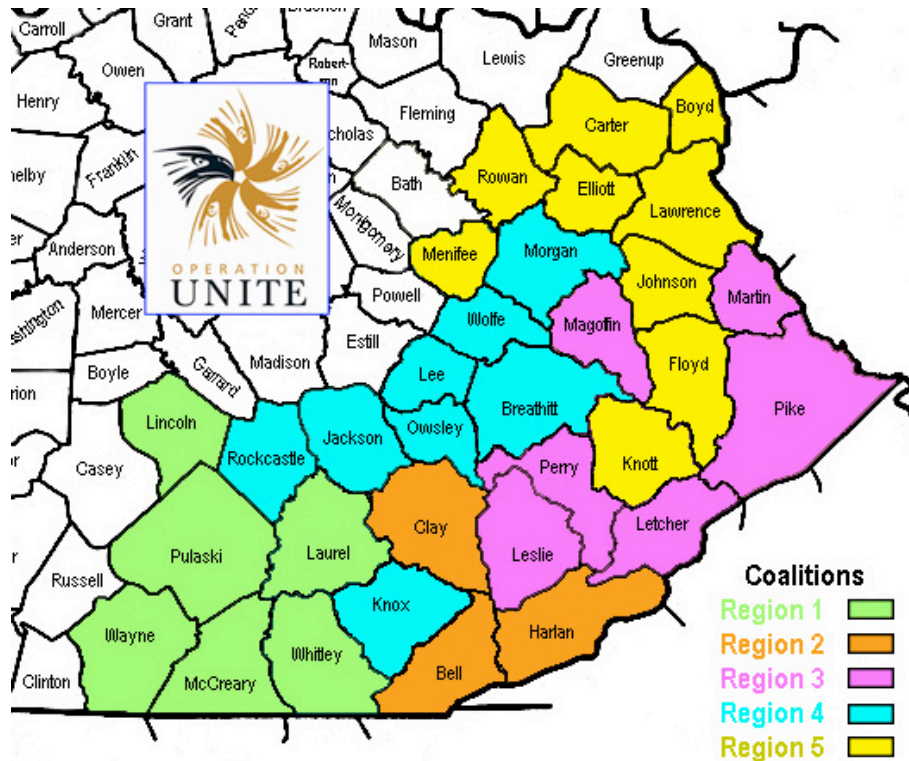 Carroll
Grant
Mason
Lewis
Greenup
Owen
Robert-
son
Boyd
Henry
Fleming
Carter
Franklin
Bath
Rowan
Elliott
Lawrence
Montgomery
Anderson
Menifee
Morgan
Johnson
Martin
OPERATION
UNITE
Powell
Mercer
Wolfe
Magoffin
Estill
Madison
Boyle
Garrard
Lee
Floyd
Breathitt
Pike
Lincoln
Jackson
Owsley
Rockcastle
Casey
Perry
Knott
Clay
Letcher
Pulaski
Laurel
Leslie
Russell
Knox
Wayne
Harlan
Whitley
Clinton
McCreary
Bell
Coalitions
Region 1
Region 2
Region 3
Region 4
Region 5